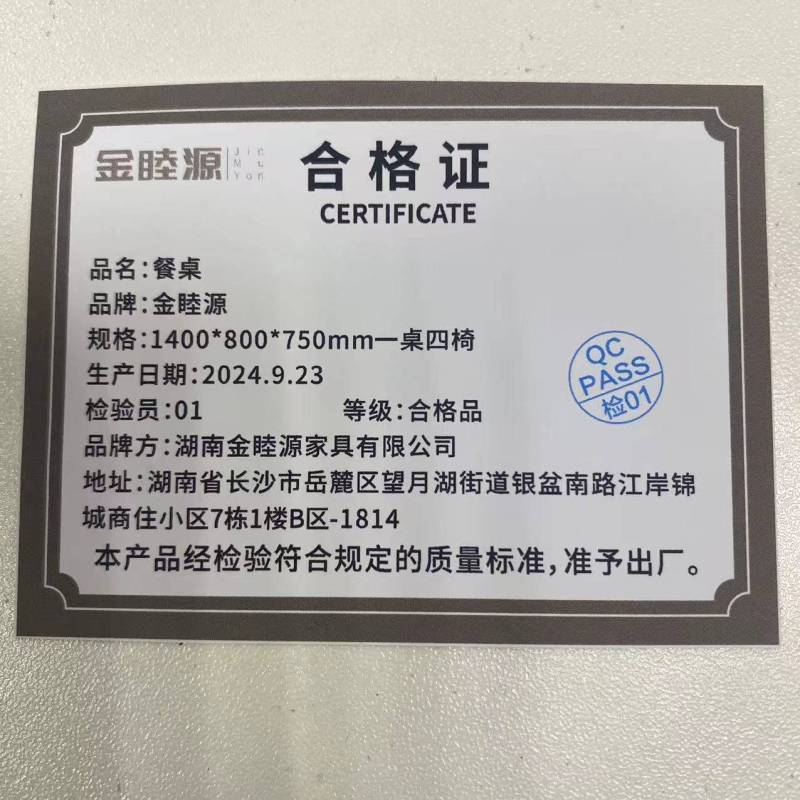 金睦源
Jin
Mu
Yon
合格证
CERTIFICATE
品名:餐桌
品牌:金睦源
规格:1400*800*750mm一桌四椅
生产日期:2024.9.23
检验员:01 等级:合格品
QC
PASS
检01
品牌方:湖南金睦源家具有限公司
地址:湖南省长沙市岳麓区望月湖街道银盆南路江岸锦
城商住小区7栋1楼B区-1814
本产品经检验符合规定的质量标准,准予出厂。